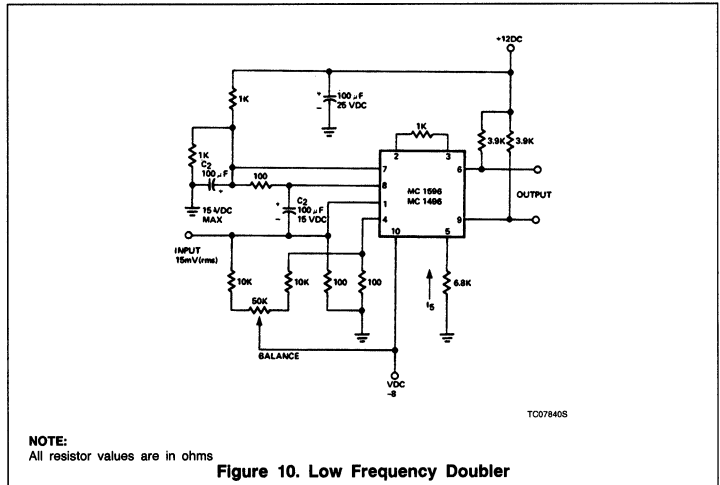 +12DC
1K
+ 100 μF
– 25 VDC
1K
3.9K 3.9K
1K
C2
100 μF
+
100
2 3
7
8
1
4
10
6
9
5
MC 1596
MC 1496
OUTPUT
15 VDC
MAX
+ C2
100 μF
– 15 VDC
INPUT
15mV(rms)
10K
50K
10K
100
100
I5
6.8K
BALANCE
VDC
-8
TC07840S
NOTE:
All resistor values are in ohms
Figure 10. Low Frequency Doubler